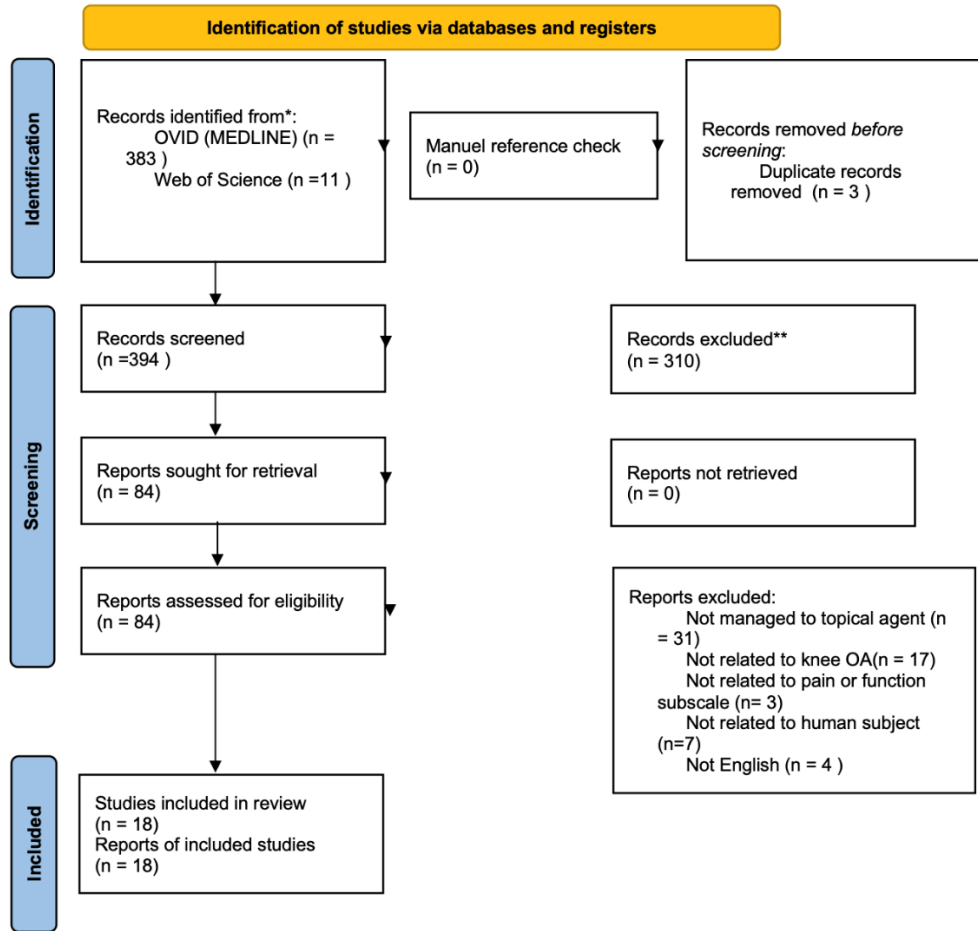 Identification of studies via databases and registers
Identification
Records identified from*:
OVID (MEDLINE) (n =
383 )
Web of Science (n =11 )
Manuel reference check
(n = 0)
Records removed before
screening:
Duplicate records
removed  (n = 3 )
Screening
Records screened
(n =394 )
Records excluded**
(n = 310)
Reports sought for retrieval
(n = 84)
Reports not retrieved
(n = 0)
Reports assessed for eligibility
(n = 84)
Reports excluded:
Not managed to topical agent (n
= 31)
Not related to knee OA(n = 17)
Not related to pain or function
subscale (n= 3)
Not related to human subject
(n=7)
Not English (n = 4 )
Included
Studies included in review
(n = 18)
Reports of included studies
(n = 18)